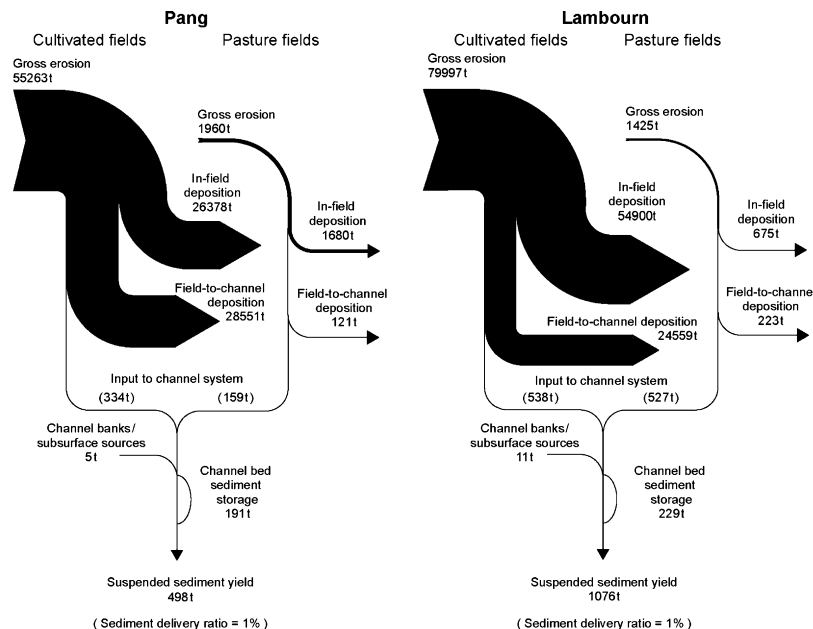 Pang
Cultivated fields
Pasture fields
Gross erosion
55263t
Gross erosion
1960t
In-field
deposition
26378t
In-field
deposition
1680t
Field-to-channel
deposition
28551t
Field-to-channel
deposition
121t
Input to channel system
(334t)
(159t)
Channel banks/
subsurface sources
5t
Channel bed
sediment
storage
191t
Suspended sediment yield
498t
( Sediment delivery ratio = 1% )
Lambourn
Cultivated fields
Pasture fields
Gross erosion
79997t
Gross erosion
1425t
In-field
deposition
54900t
In-field
deposition
675t
Field-to-channel deposition
24559t
Field-to-channe
deposition
223t
Input to channel system
(538t)
(527t)
Channel banks/
subsurface sources
11t
Channel bed
sediment
storage
229t
Suspended sediment yield
1076t
( Sediment delivery ratio = 1% )